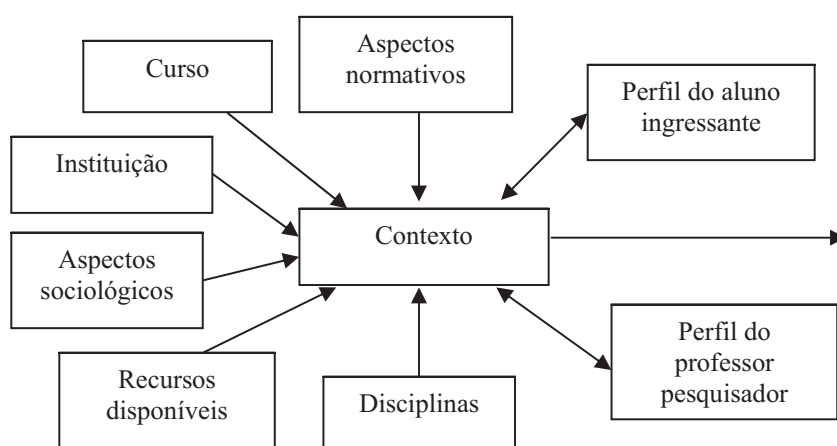 Curso
Aspectos
normativos
Perfil do aluno
ingressante
Instituição
Contexto
Aspectos
sociológicos
Recursos
disponíveis
Disciplinas
Perfil do
professor
pesquisador